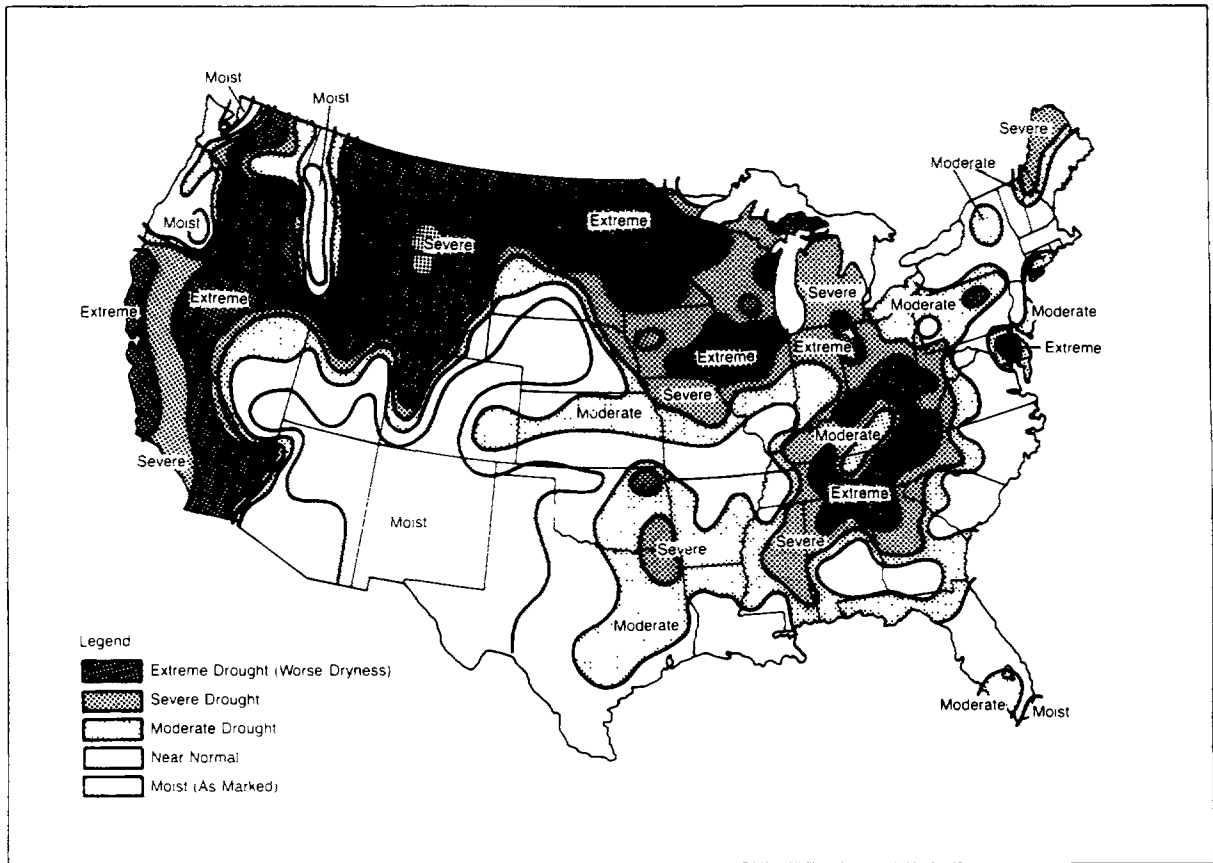 Moist
Moist
Severe
Moderate
Moist
Extreme
Severe
Extreme
Severe
Extreme
Moderate
Moderate
Extreme
Extreme
Extreme
Severe
Moderate
Moderate
Severe
Extreme
Moist
Severe
Severe
Moderate
Moderate
Moist
Legend
Extreme Drought (Worse Dryness)
Severe Drought
Moderate Drought
Near Normal
Moist (As Marked)